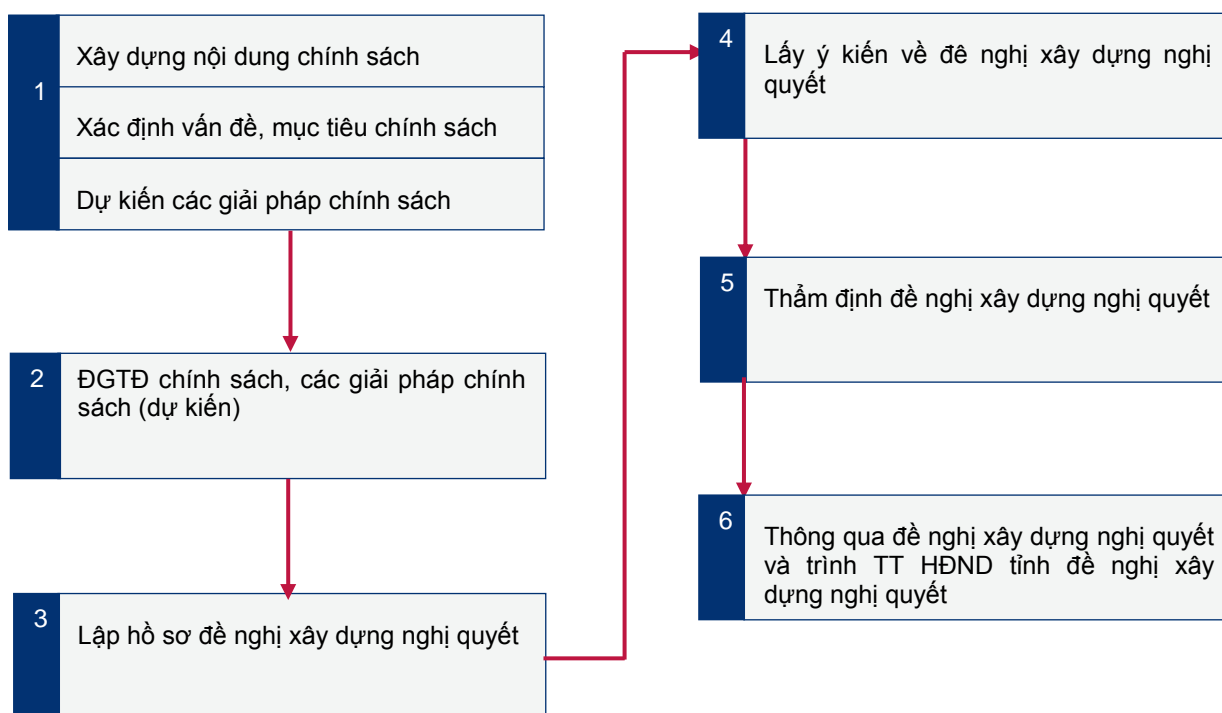 1
Xây dựng nội dung chính sách
Xác định vấn đề, mục tiêu chính sách
Dự kiến các giải pháp chính sách
2
ĐGTĐ chính sách, các giải pháp chính
sách (dự kiến)
3
Lập hồ sơ đề nghị xây dựng nghị quyết
4
Lấy ý kiến về đê nghị xây dựng nghị
quyết
5
Thẩm định đề nghị xây dựng nghị quyết
6
Thông qua đề nghị xây dựng nghị quyết
và trình TT HĐND tỉnh đề nghị xây
dựng nghị quyết